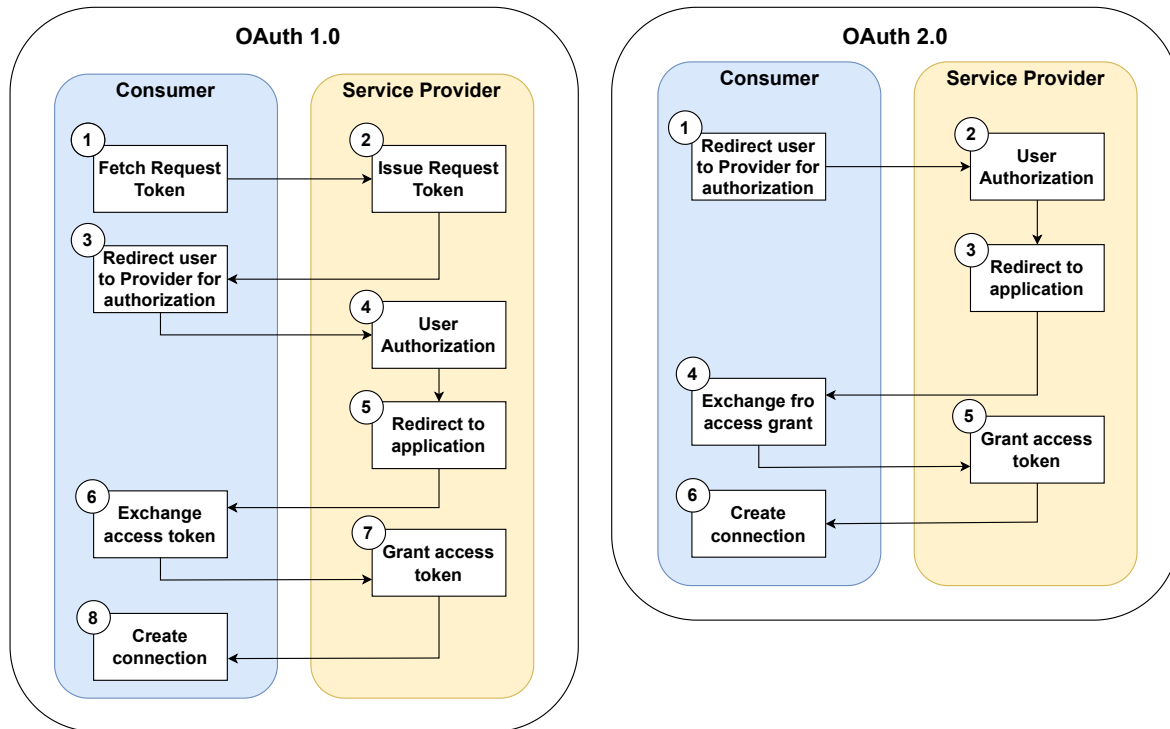 OAuth 1.0
Consumer
Service Provider
1
Fetch Request
Token
2
Issue Request
Token
3
Redirect user
to Provider for
authorization
4
User
Authorization
5
Redirect to
application
6
Exchange
access token
7
Grant access
token
8
Create
connection
OAuth 2.0
Consumer
Service Provider
1
Redirect user
to Provider for
authorization
2
User
Authorization
3
Redirect to
application
4
Exchange fro
access grant
5
Grant access
token
6
Create
connection